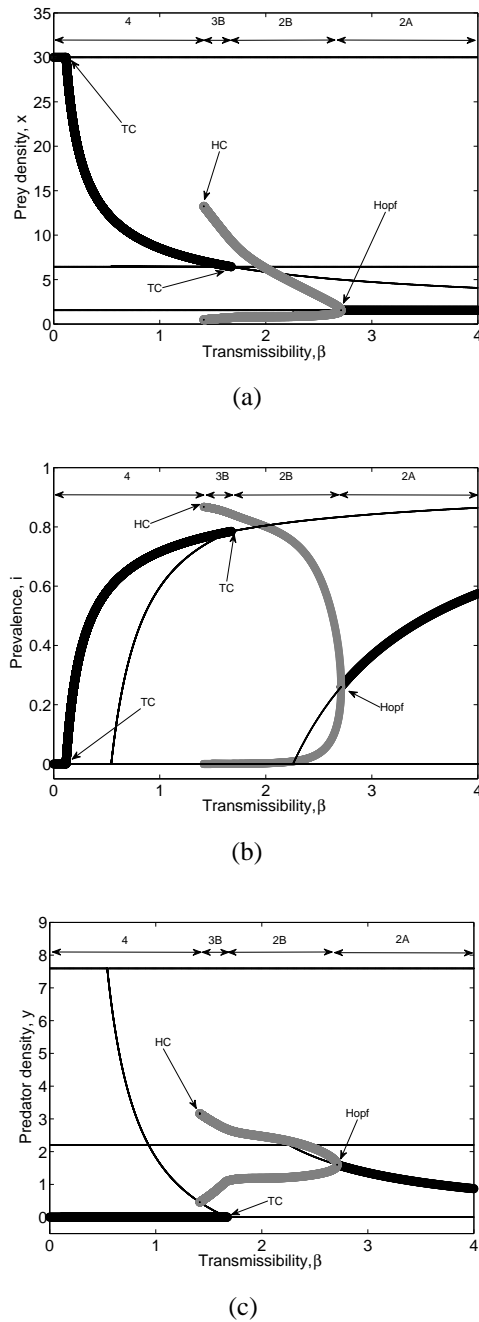 4 3B 2B 2A
35
30
25
20
15
10
5
0
Prey density, x
TC
HC
Hopf
TC
0 1 2 3 4
Transmissibility,β
(a)
4 3B 2B 2A
1
0.8
0.6
0.4
0.2
0
Prevalence, i
HC
TC
TC
Hopf
0 1 2 3 4
Transmissibility,β
(b)
4 3B 2B 2A
9
8
7
6
5
4
3
2
1
0
Predator density, y
HC
Hopf
TC
0 1 2 3 4
Transmissibility,β
(c)